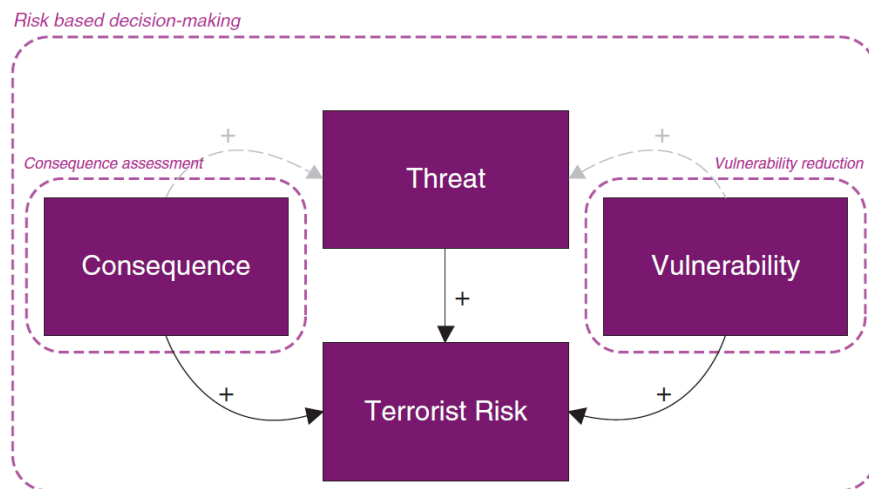 Risk based decision-making
+
+
Consequence assessment
Vulnerability reduction
Threat
Consequence
Vulnerability
+
+
+
Terrorist Risk